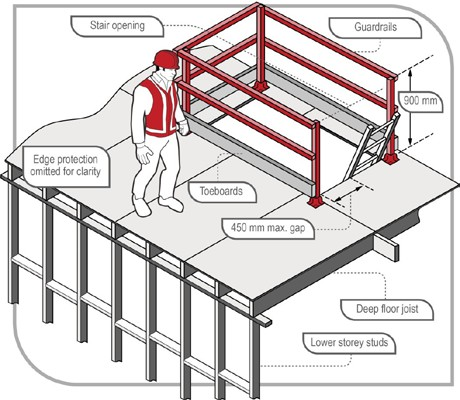 Stair opening
Guardrails
900 mm
Edge protection
omitted for clarity
Toeboards
450 mm max. gap
Deep floor joist
Lower storey studs